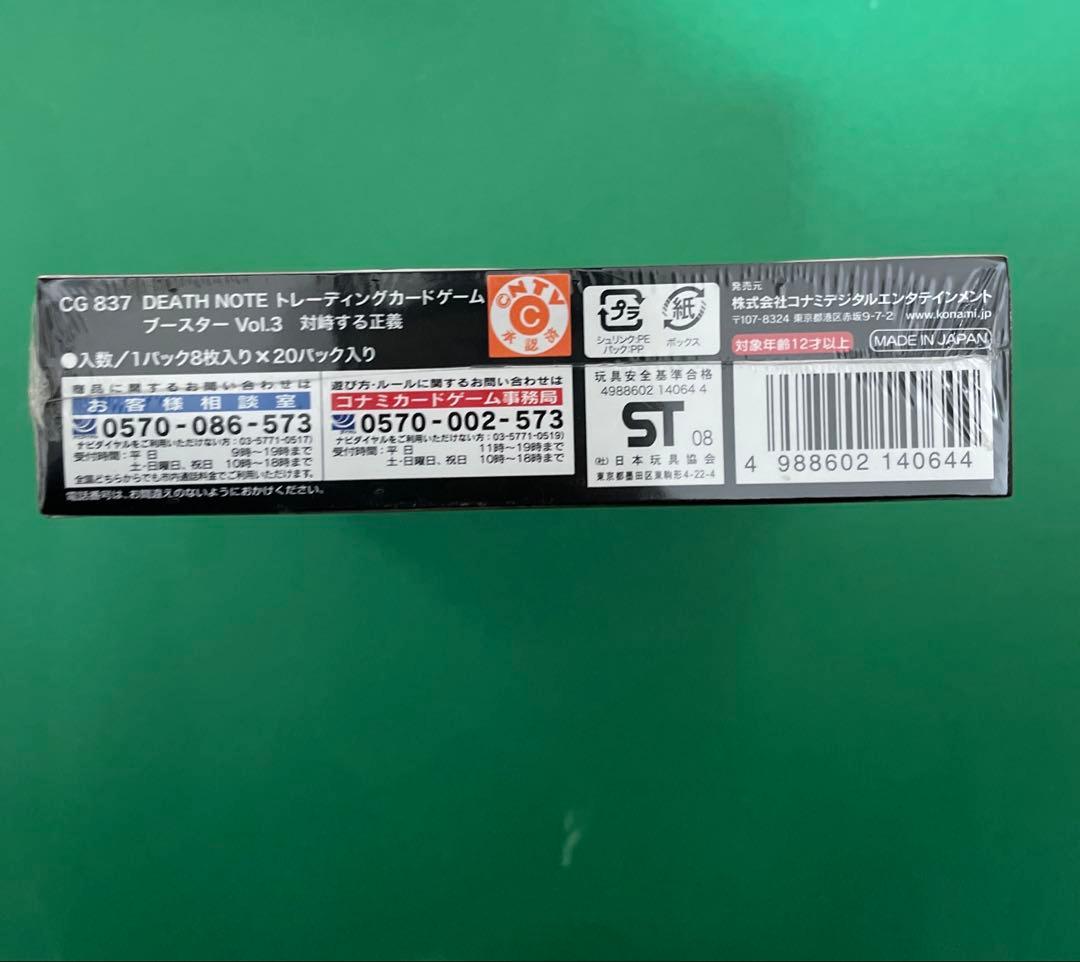 CG 837 DEATH NOTE トレーディングカードゲーム
ブースター Vol.3 対峙する正義
●入数/1パック8枚入り×20パック入り
商品に関するお問い合わせは
お客様相談室
0570-086-573
ナビダイヤルをご利用いただけない方:03-5771-0517)
受付時間:平日 9時〜19時まで
土・日曜日、祝日 10時〜18時まで
全国どちらからでも市内通話料金でご利用いただけます。
電話番号は、お間違えのないようにおかけください。
遊び方・ルールに関するお問い合わせは
コナミカードゲーム事務局
0570-002-573
ナビダイヤルをご利用いただけない方:03-5771-0519)
受付時間:平日 11時〜19時まで
土・日曜日、祝日 10時〜18時まで
©NTV
C
承認済
プラ
シュリンク:PE
パック:PP
紙
ボックス
発売元
株式会社コナミデジタルエンタテインメント
〒107-8324 東京都港区赤坂9-7-2 www.konami.jp
対象年齢12才以上
MADE IN JAPAN
玩具安全基準合格
4988602 14064 4
ST 08
(社)日本玩具協会
東京都墨田区東駒形4-22-4
4 988602 140644